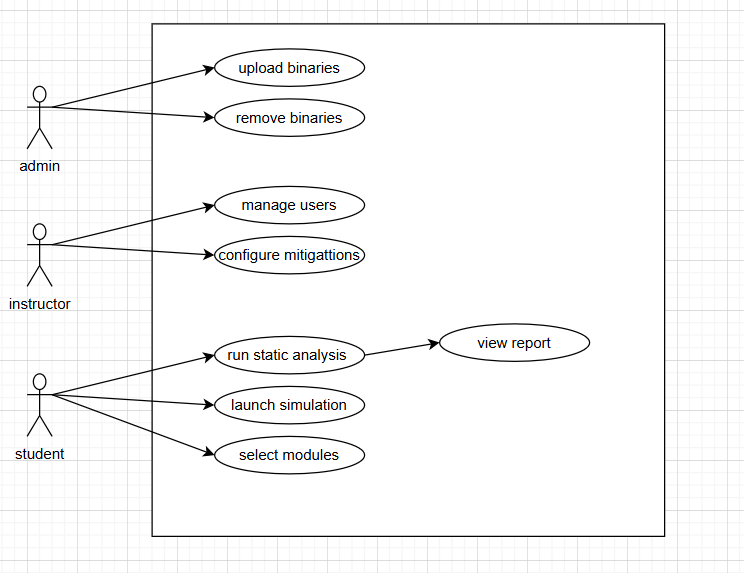 upload binaries
remove binaries
admin
manage users
configure mitigattions
instructor
run static analysis
view report
launch simulation
select modules
student